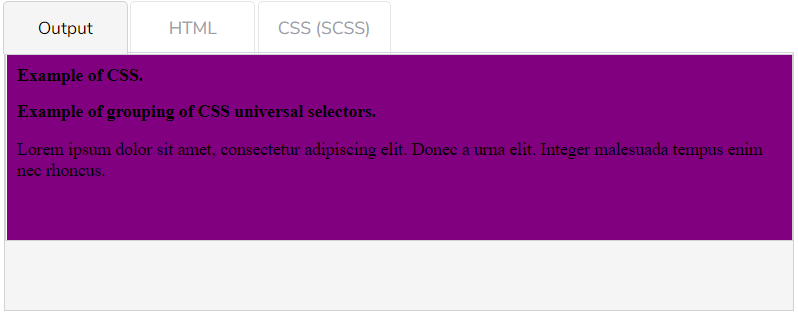 Output
HTML
CSS (SCSS)
Example of CSS.
Example of grouping of CSS universal selectors.
Lorem ipsum dolor sit amet, consectetur adipiscing elit. Donec a urna elit. Integer malesuada tempus enim
nec rhoncus.